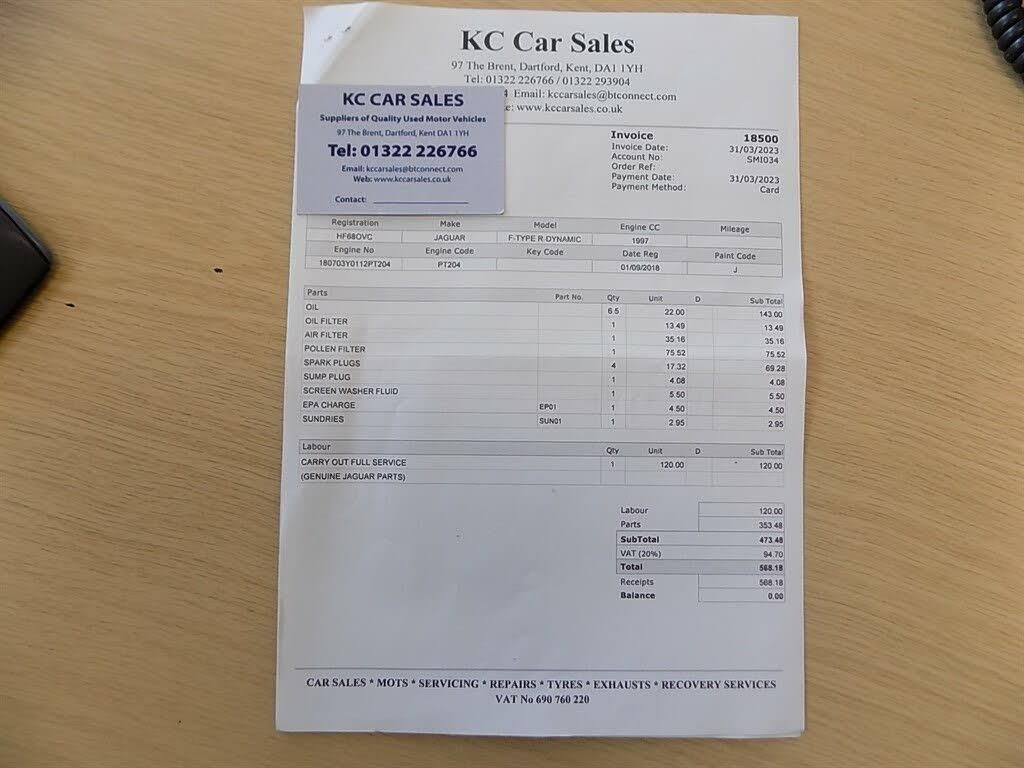 KC Car Sales
97 The Brent, Dartford, Kent, DA1 1YH
Tel: 01322 226766 / 01322 293904
4 Email: kccarsales@btconnect.com
e: www.kccarsales.co.uk
KC CAR SALES
Suppliers of Quality Used Motor Vehicles
97 The Brent, Dartford, Kent DA1 1YH
Tel: 01322 226766
Email: kccarsales@btconnect.com
Web: www.kccarsales.co.uk
Contact:
Invoice 18500
Invoice Date: 31/03/2023
Account No: SMI034
Order Ref:
Payment Date: 31/03/2023
Payment Method: Card
Registration Make Model Engine CC Mileage
HF68OVC JAGUAR F-TYPE R-DYNAMIC 1997
Engine No Engine Code Key Code Date Reg Paint Code
180703Y0112PT204 PT204 01/09/2018 J
Parts Part No. Qty Unit D Sub Total
OIL 6.5 22.00 143.00
OIL FILTER 1 13.49 13.49
AIR FILTER 1 35.16 35.16
POLLEN FILTER 1 75.52 75.52
SPARK PLUGS 4 17.32 69.28
SUMP PLUG 1 4.08 4.08
SCREEN WASHER FLUID 1 5.50 5.50
EPA CHARGE EP01 1 4.50 4.50
SUNDRIES SUN01 1 2.95 2.95
Labour Qty Unit D Sub Total
CARRY OUT FULL SERVICE 1 120.00 120.00
(GENUINE JAGUAR PARTS)
Labour 120.00
Parts 353.48
SubTotal 473.48
VAT (20%) 94.70
Total 568.18
Receipts 568.18
Balance 0.00
CAR SALES * MOTS * SERVICING * REPAIRS * TYRES * EXHAUSTS * RECOVERY SERVICES
VAT No 690 760 220